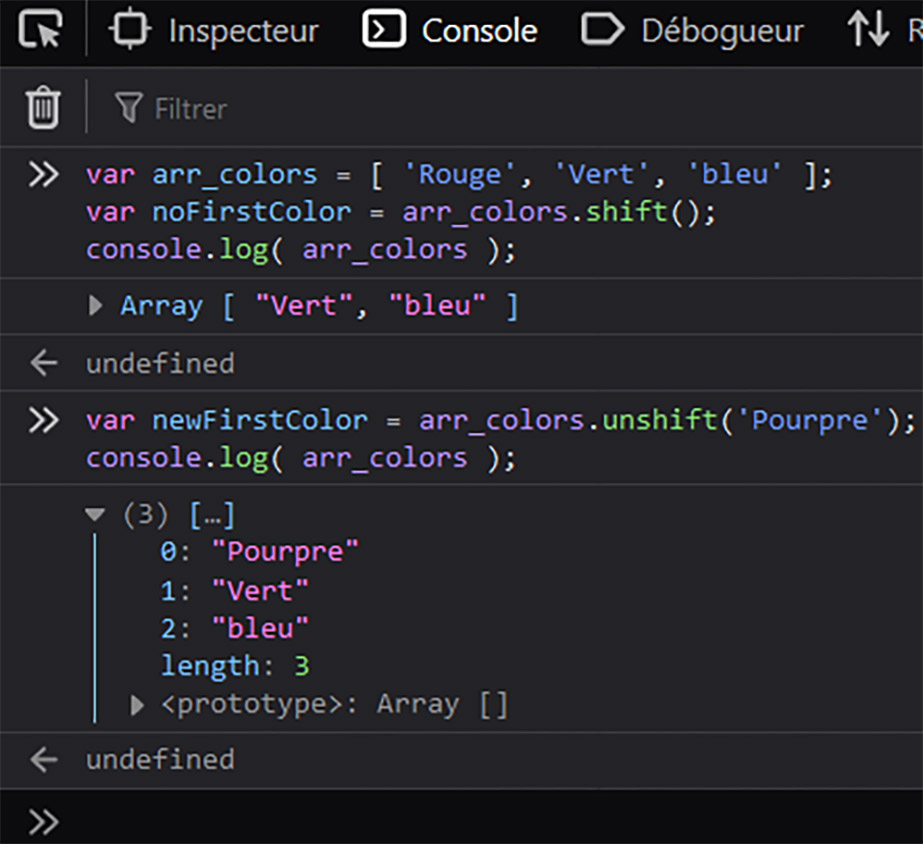 Inspecteur Console Débogueur R
Filtrer
var arr_colors = [ 'Rouge', 'Vert', 'bleu' ];
var noFirstColor = arr_colors.shift();
console.log( arr_colors );
Array [ "Vert", "bleu" ]
undefined
var newFirstColor = arr_colors.unshift('Pourpre');
console.log( arr_colors );
(3) […]
0: "Pourpre"
1: "Vert"
2: "bleu"
length: 3
<prototype>: Array []
undefined